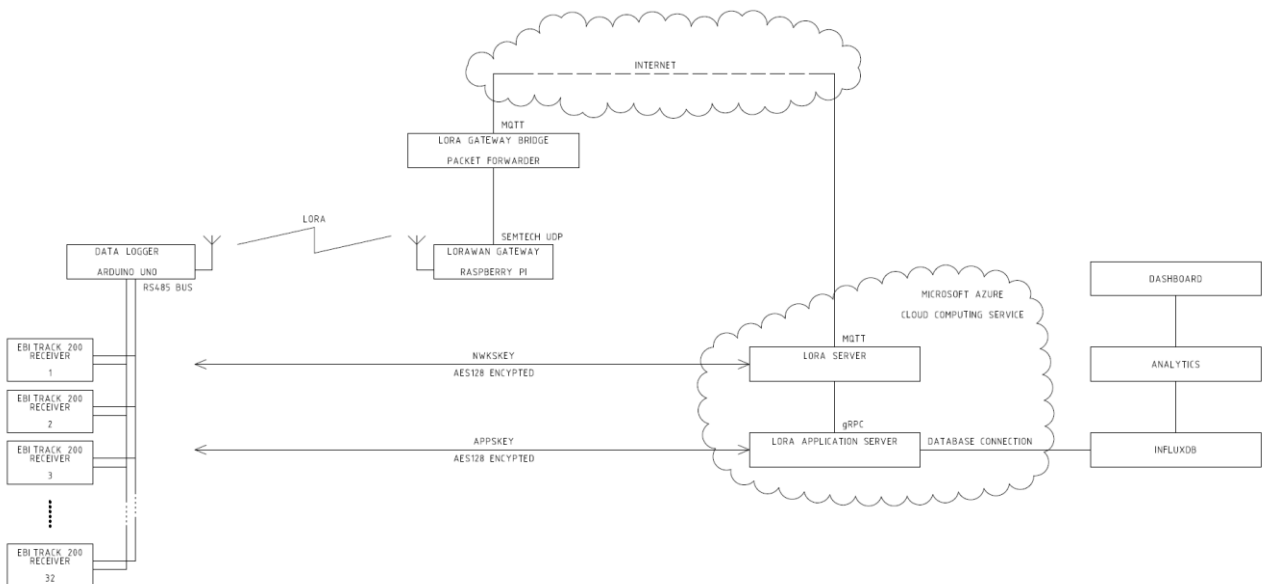 INTERNET
MQTT
LORA GATEWAY BRIDGE
PACKET FORWARDER
LORA
SEMTECH UDP
DATA LOGGER
ARDUINO UNO
LORAWAN GATEWAY
RASPBERRY PI
RS485 BUS
MICROSOFT AZURE
CLOUD COMPUTING SERVICE
DASHBOARD
EBI TRACK 200
RECEIVER
1
NWKSKEY
AES128 ENCYPTED
MQTT
LORA SERVER
ANALYTICS
EBI TRACK 200
RECEIVER
2
EBI TRACK 200
RECEIVER
3
APPSKEY
AES128 ENCYPTED
gRPC
LORA APPLICATION SERVER
DATABASE CONNECTION
INFLUXDB
EBI TRACK 200
RECEIVER
32